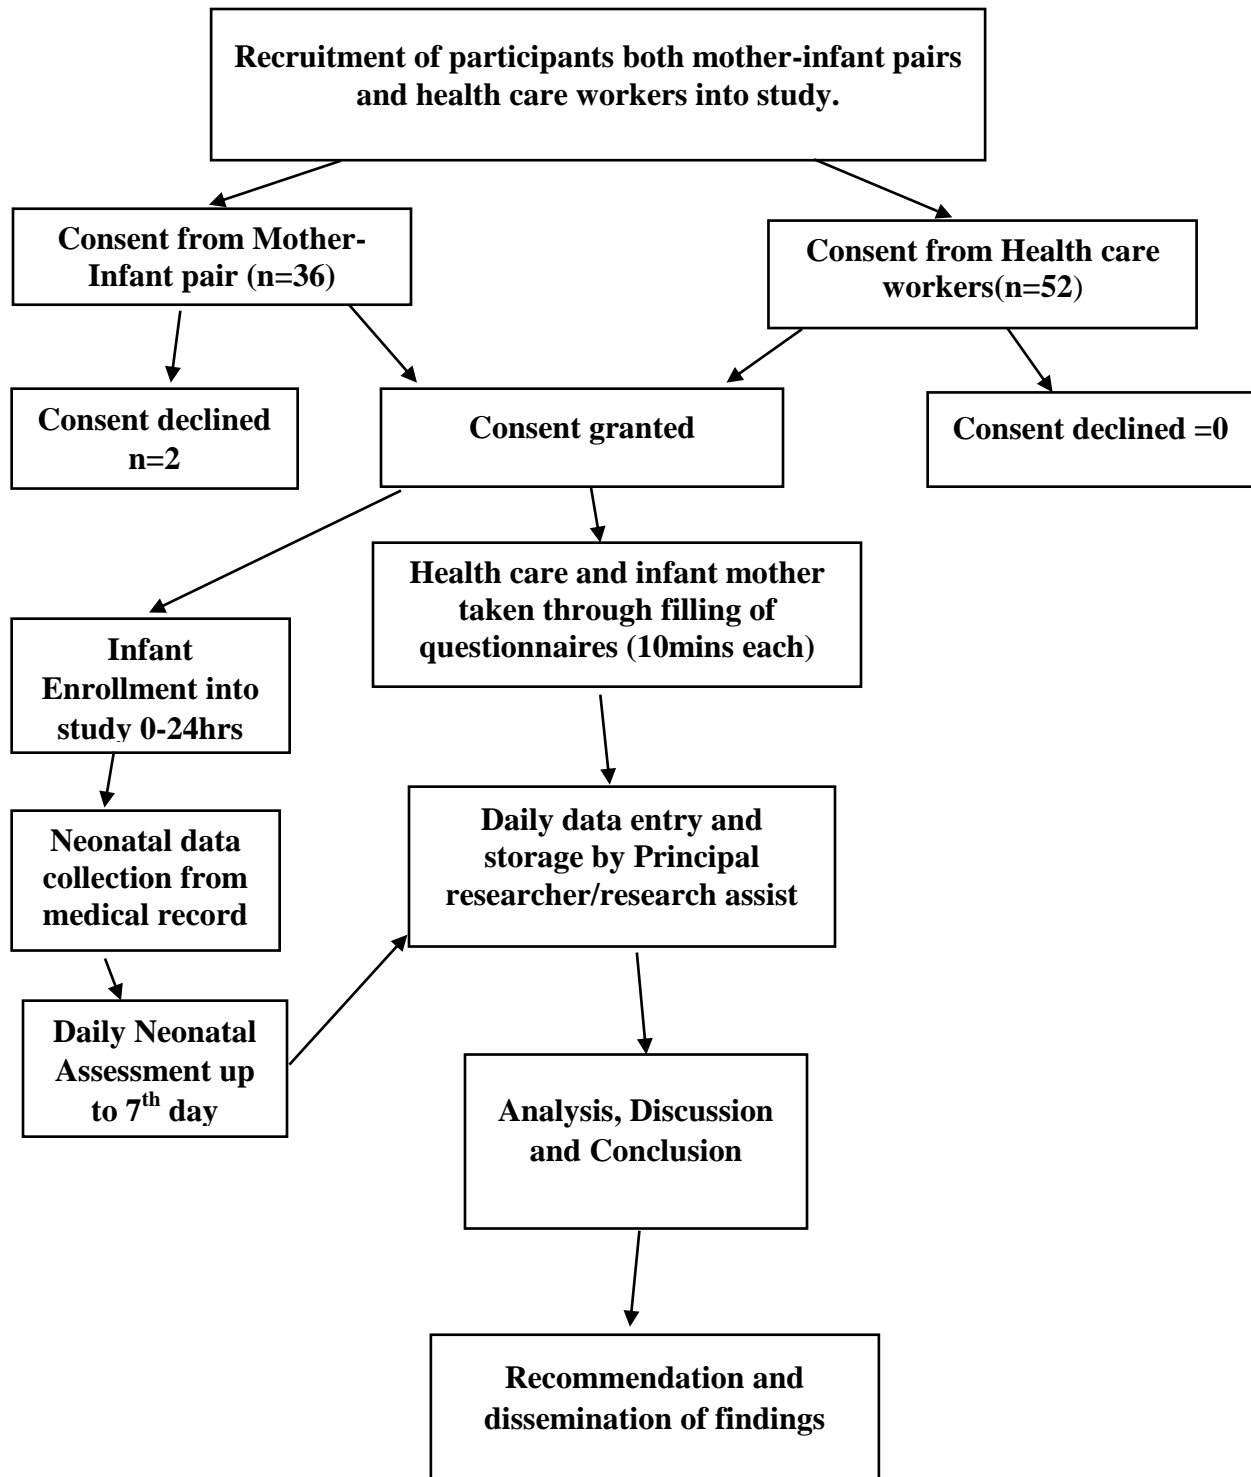 Recruitment of participants both mother-infant pairs
and health care workers into study.
Consent from Mother-
Infant pair (n=36)
Consent from Health care
workers(n=52)
Consent declined
n=2
Consent granted
Consent declined =0
Health care and infant mother
taken through filling of
questionnaires (10mins each)
Infant
Enrollment into
study 0-24hrs
Neonatal data
collection from
medical record
Daily data entry and
storage by Principal
researcher/research assist
Daily Neonatal
Assessment up
to 7th day
Analysis, Discussion
and Conclusion
Recommendation and
dissemination of findings